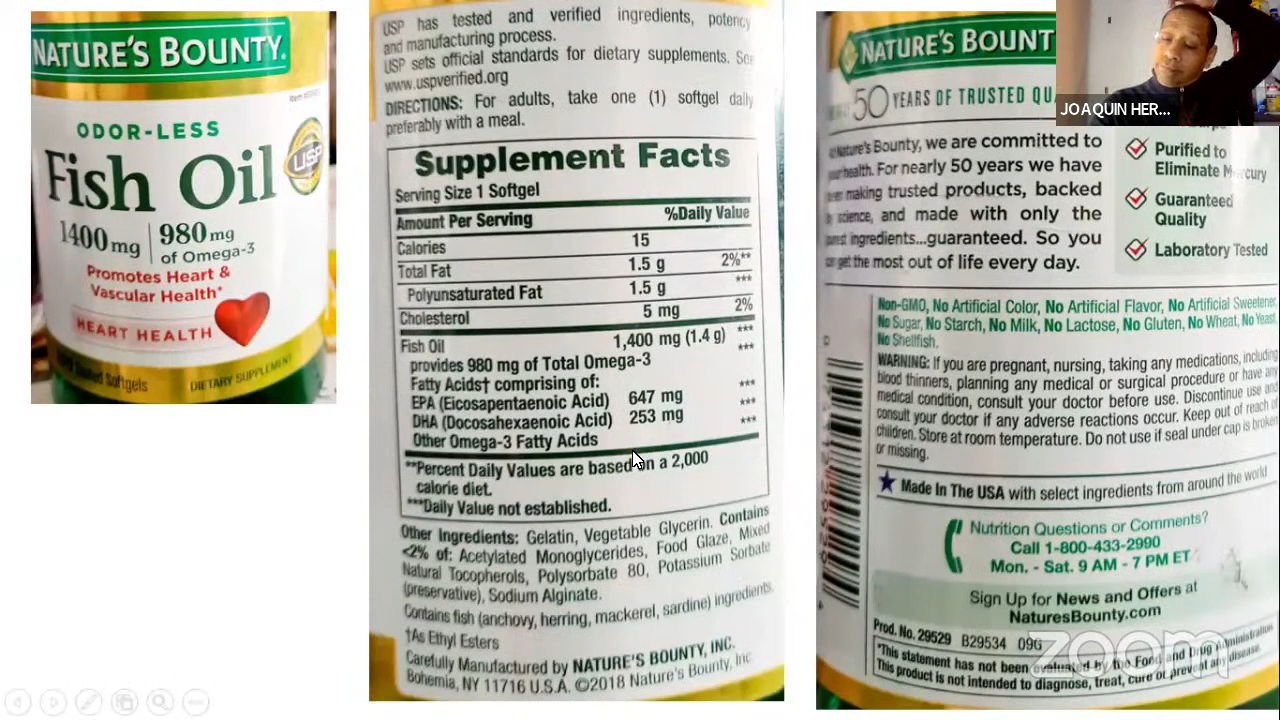 NATURE'S BOUNTY®
ODOR-LESS
Fish Oil
USP
1400 mg | 980 mg
of Omega-3
Promotes Heart &
Vascular Health*
HEART HEALTH
Softgels
DIETARY SUPPLEMENT
USP has tested and verified ingredients, potency
and manufacturing process.
USP sets official standards for dietary supplements. See
www.uspverified.org
DIRECTIONS: For adults, take one (1) softgel daily
preferably with a meal.
Supplement Facts
Serving Size 1 Softgel
Amount Per Serving %Daily Value
Calories 15
Total Fat 1.5 g 2%**
Polyunsaturated Fat 1.5 g ***
Cholesterol 5 mg 2%
Fish Oil 1,400 mg (1.4 g) ***
provides 980 mg of Total Omega-3 ***
Fatty Acids† comprising of:
EPA (Eicosapentaenoic Acid) 647 mg ***
DHA (Docosahexaenoic Acid) 253 mg ***
Other Omega-3 Fatty Acids ***
**Percent Daily Values are based on a 2,000
calorie diet.
***Daily Value not established.
Other Ingredients: Gelatin, Vegetable Glycerin. Contains
<2% of: Acetylated Monoglycerides, Food Glaze, Mixed
Natural Tocopherols, Polysorbate 80, Potassium Sorbate
(preservative), Sodium Alginate.
Contains fish (anchovy, herring, mackerel, sardine) ingredients.
†As Ethyl Esters
Carefully Manufactured by NATURE'S BOUNTY, INC.
Bohemia, NY 11716 U.S.A. ©2018 Nature's Bounty, Inc.
NATURE'S BOUNT
50 YEARS OF TRUSTED QU
Nature's Bounty, we are committed to
health. For nearly 50 years we have
making trusted products, backed
science, and made with only the
ingredients...guaranteed. So you
get the most out of life every day.
Purified to
Eliminate Mercury
Guaranteed
Quality
Laboratory Tested
Non-GMO, No Artificial Color, No Artificial Flavor, No Artificial Sweetene
No Sugar, No Starch, No Milk, No Lactose, No Gluten, No Wheat, No Yeast
No Shellfish.
WARNING: If you are pregnant, nursing, taking any medications, including
blood thinners, planning any medical or surgical procedure or have any
medical condition, consult your doctor before use. Discontinue use and
consult your doctor if any adverse reactions occur. Keep out of reach of
children. Store at room temperature. Do not use if seal under cap is broken
or missing.
Made In The USA with select ingredients from around the world
Nutrition Questions or Comments?
Call 1-800-433-2990
Mon. - Sat. 9 AM - 7 PM ET
Sign Up for News and Offers at
NaturesBounty.com
Prod. No. 29529 B29534 09G
*This statement has not been evaluated by the Food and Drug Administration.
This product is not intended to diagnose, treat, cure or prevent any disease.
JOAQUIN HER...
zoom